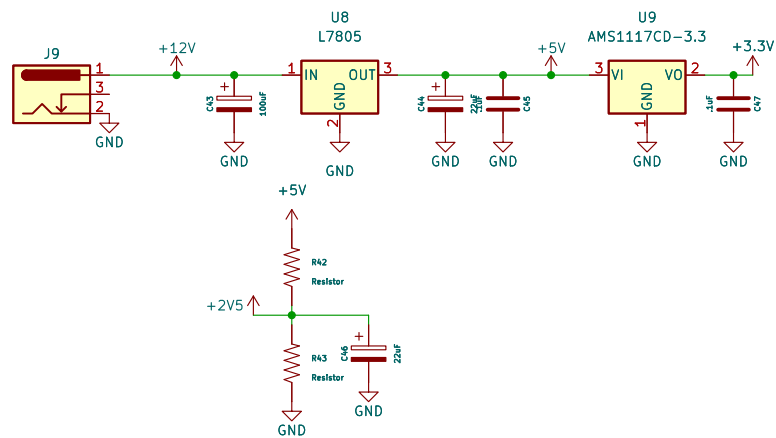 U8
L7805
U9
AMS1117CD-3.3
J9
+12V
+5V
+3.3V
1
3
2
GND
C43
100uF
GND
1
IN
OUT
3
GND
2
GND
C44
22uF
GND
.1uF
C45
GND
3
VI
VO
2
GND
1
GND
.1uF
C47
GND
+5V
R42
Resistor
+2V5
R43
Resistor
C46
22uF
GND
GND